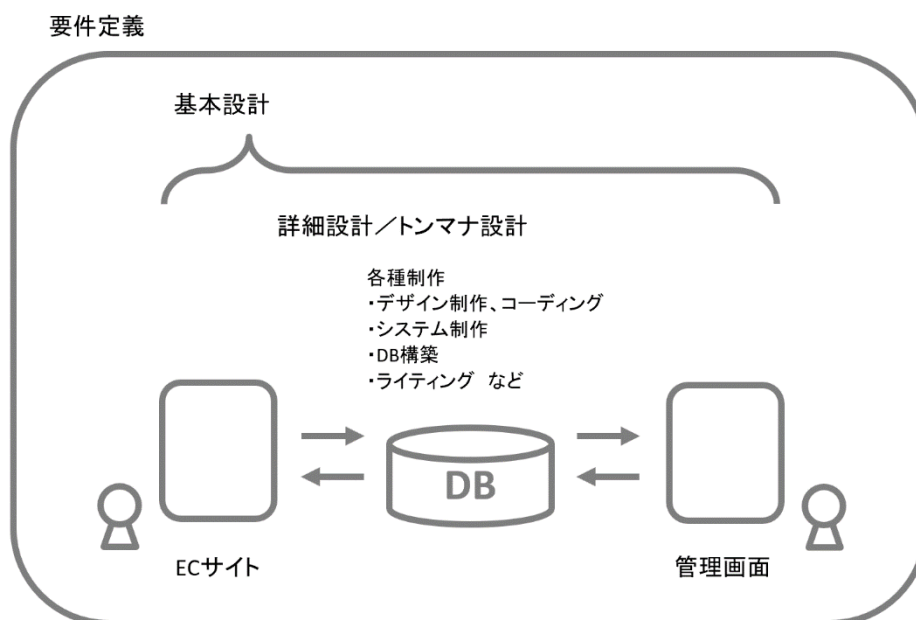 要件定義
基本設計
詳細設計／トンマナ設計
各種制作
・デザイン制作、コーディング
・システム制作
・DB構築
・ライティング など
DB
ECサイト
管理画面